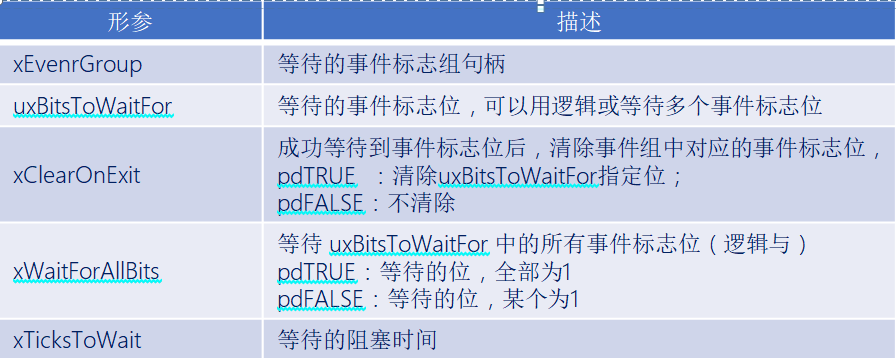 形参 描述
xEvenrGroup 等待的事件标志组句柄
uxBitsToWaitFor 等待的事件标志位，可以用逻辑或等待多个事件标志位
xClearOnExit 成功等待到事件标志位后，清除事件组中对应的事件标志位，
pdTRUE ：清除uxBitsToWaitFor指定位；
pdFALSE：不清除
xWaitForAllBits 等待 uxBitsToWaitFor 中的所有事件标志位（逻辑与）
pdTRUE：等待的位，全部为1
pdFALSE：等待的位，某个为1
xTicksToWait 等待的阻塞时间